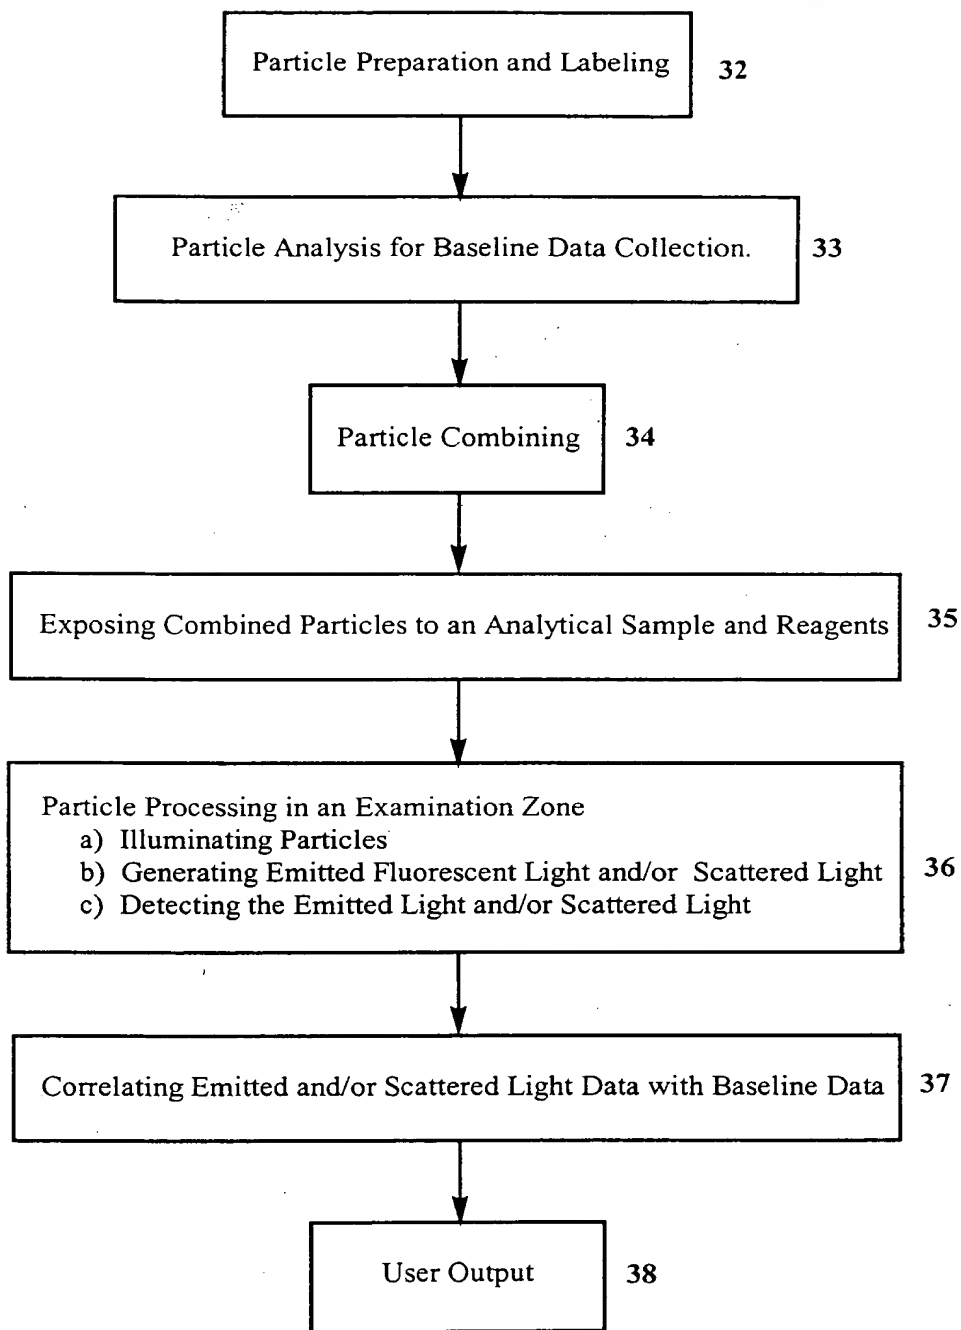 Particle Preparation and Labeling 32
Particle Analysis for Baseline Data Collection. 33
Particle Combining 34
Exposing Combined Particles to an Analytical Sample and Reagents 35
Particle Processing in an Examination Zone
a) Illuminating Particles
b) Generating Emitted Fluorescent Light and/or Scattered Light 36
c) Detecting the Emitted Light and/or Scattered Light
Correlating Emitted and/or Scattered Light Data with Baseline Data 37
User Output 38